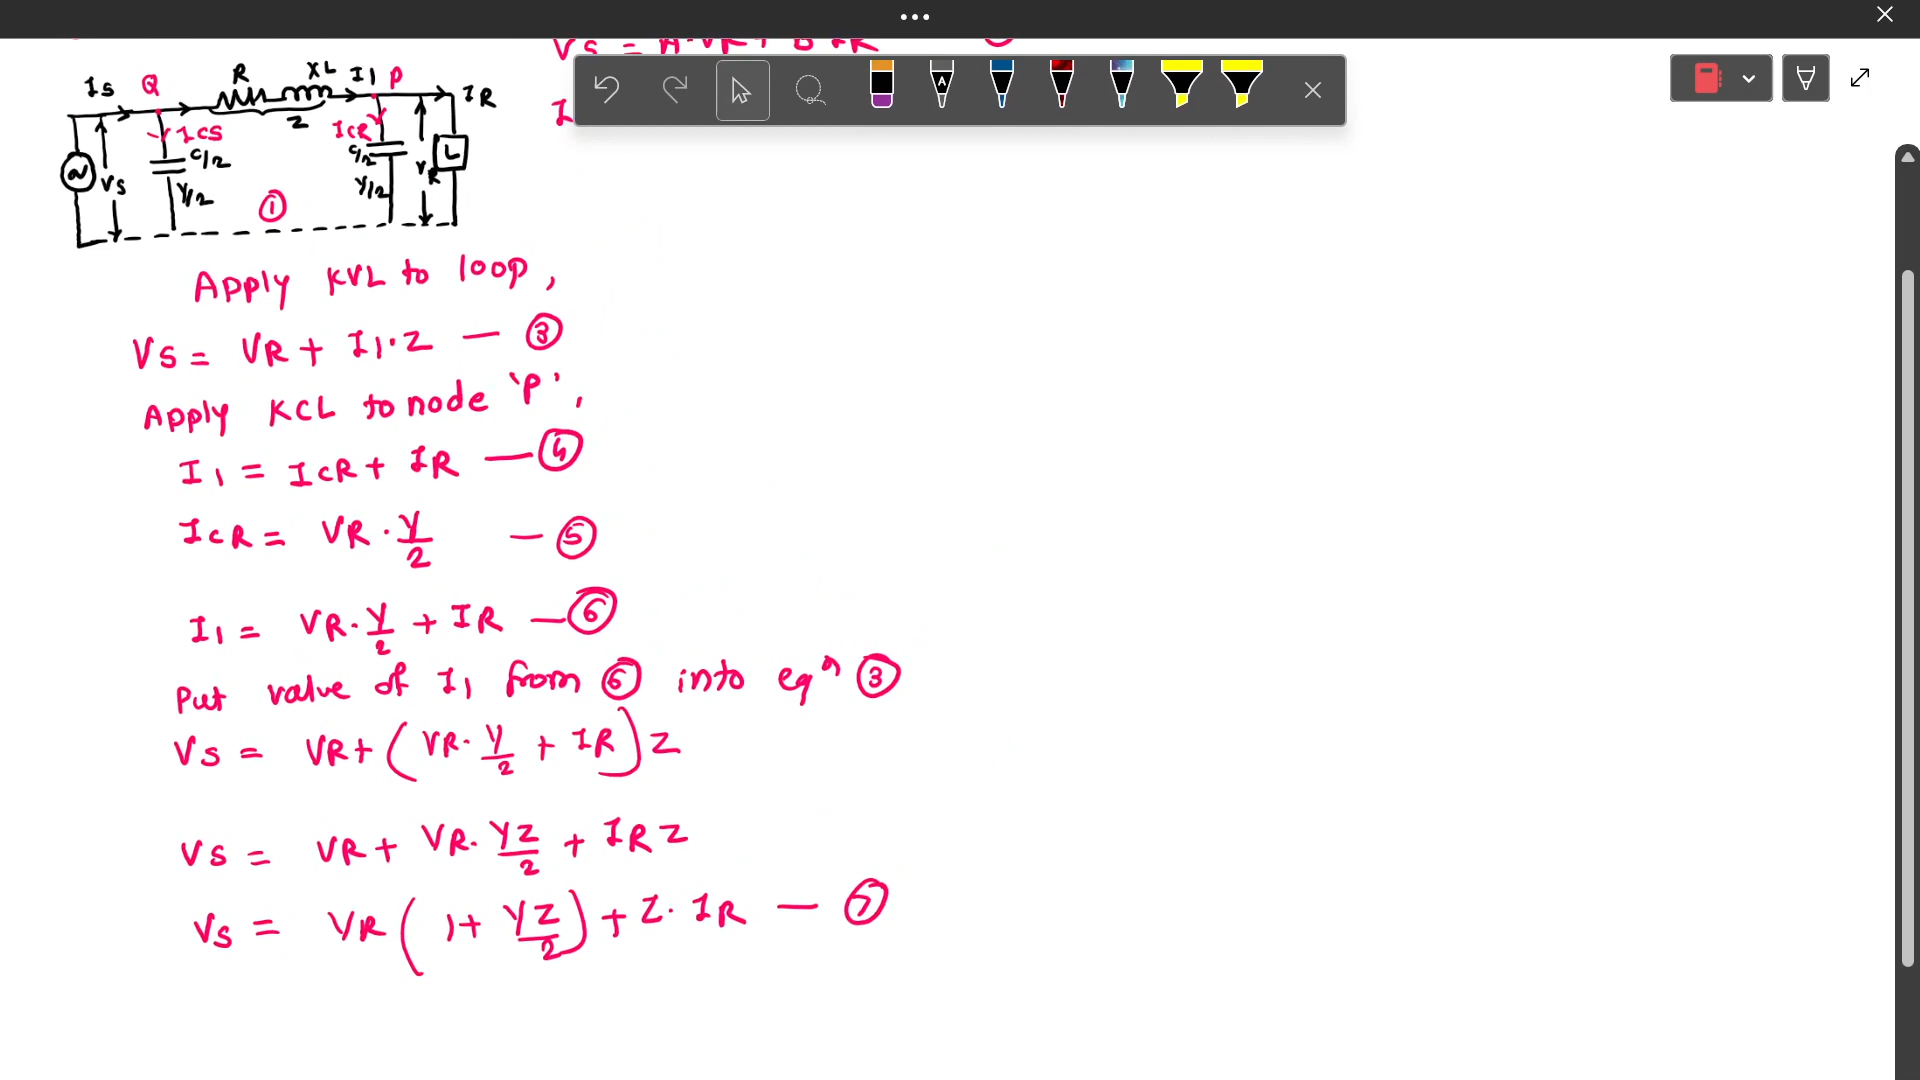 VS = A·VR + B·IR
Is Q R XL I1 P IR
Z
Ics IcR
C/2 C/2 L
VS Y/2 Y/2 VR
①
Apply KVL to loop,
VS = VR + I1·Z — ③
Apply KCL to node 'P',
I1 = IcR + IR — ④
IcR = VR · Y/2 — ⑤
I1 = VR · Y/2 + IR — ⑥
Put value of I1 from ⑥ into eqn ③
VS = VR + (VR · Y/2 + IR) Z
VS = VR + VR · YZ/2 + IR Z
VS = VR (1 + YZ/2) + Z · IR — ⑦